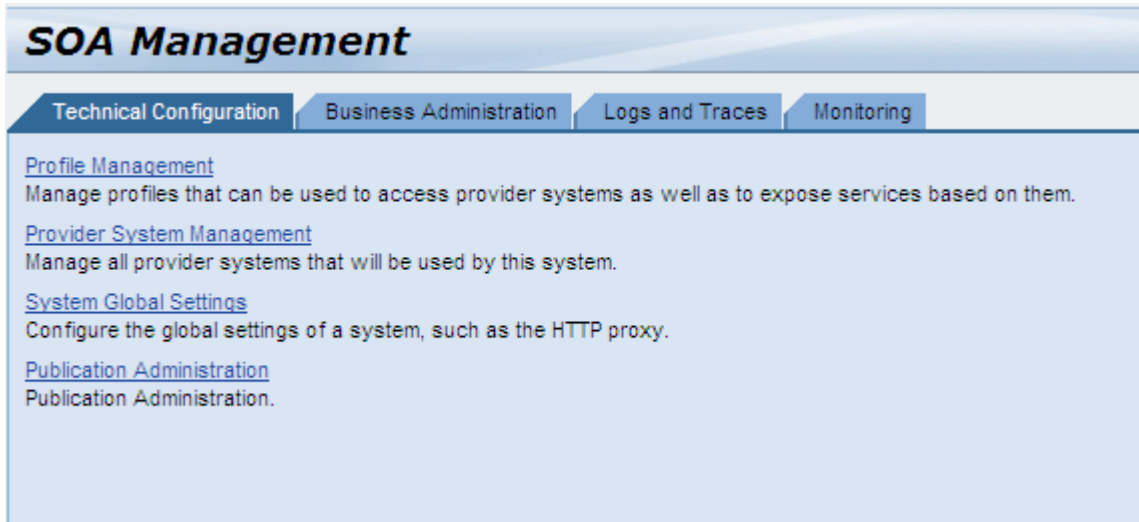 SOA Management
Technical Configuration Business Administration Logs and Traces Monitoring
Profile Management
Manage profiles that can be used to access provider systems as well as to expose services based on them.
Provider System Management
Manage all provider systems that will be used by this system.
System Global Settings
Configure the global settings of a system, such as the HTTP proxy.
Publication Administration
Publication Administration.